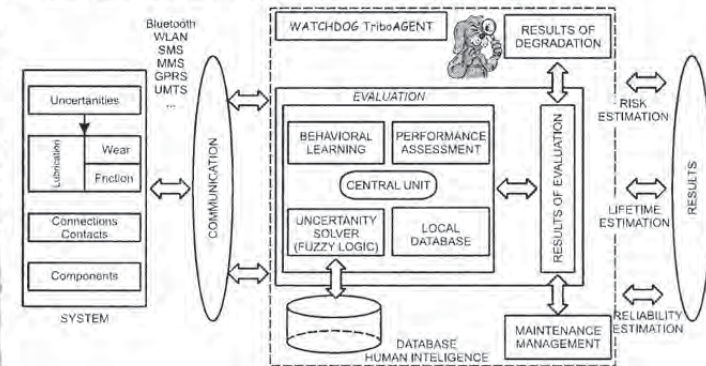 Bluetooth
WLAN
SMS
MMS
GPRS
UMTS
...
Uncertanities
Lubrication
Wear
Friction
Connections
Contacts
Components
SYSTEM
COMMUNICATION
WATCHDOG TriboAGENT
RESULTS OF
DEGRADATION
EVALUATION
BEHAVIORAL
LEARNING
PERFORMANCE
ASSESSMENT
CENTRAL UNIT
UNCERTANITY
SOLVER
(FUZZY LOGIC)
LOCAL
DATABASE
RESULTS OF EVALUATION
DATABASE
HUMAN INTELIGENCE
MAINTENANCE
MANAGEMENT
RISK
ESTIMATION
LIFETIME
ESTIMATION
RELIABILITY
ESTIMATION
RESULTS